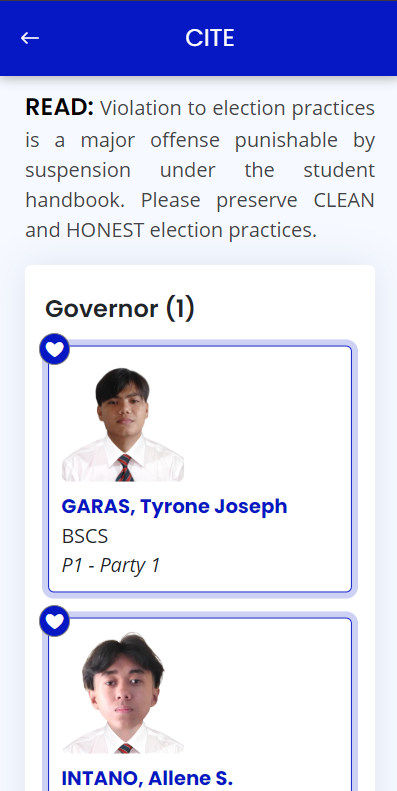 CITE
READ: Violation to election practices
is a major offense punishable by
suspension under the student
handbook. Please preserve CLEAN
and HONEST election practices.
Governor (1)
GARAS, Tyrone Joseph
BSCS
P1 - Party 1
INTANO, Allene S.